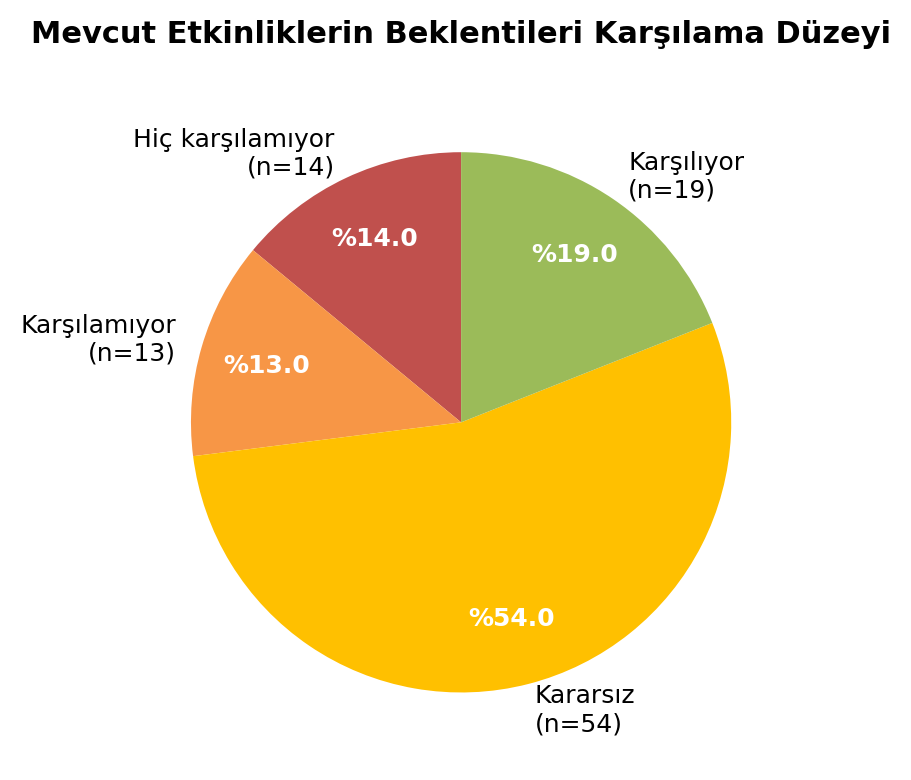 Mevcut Etkinliklerin Beklentileri Karşılama Düzeyi
Hiç karşılamıyor
(n=14)
Karşılıyor
(n=19)
%14.0
%19.0
Karşılamıyor
(n=13)
%13.0
%54.0
Kararsız
(n=54)